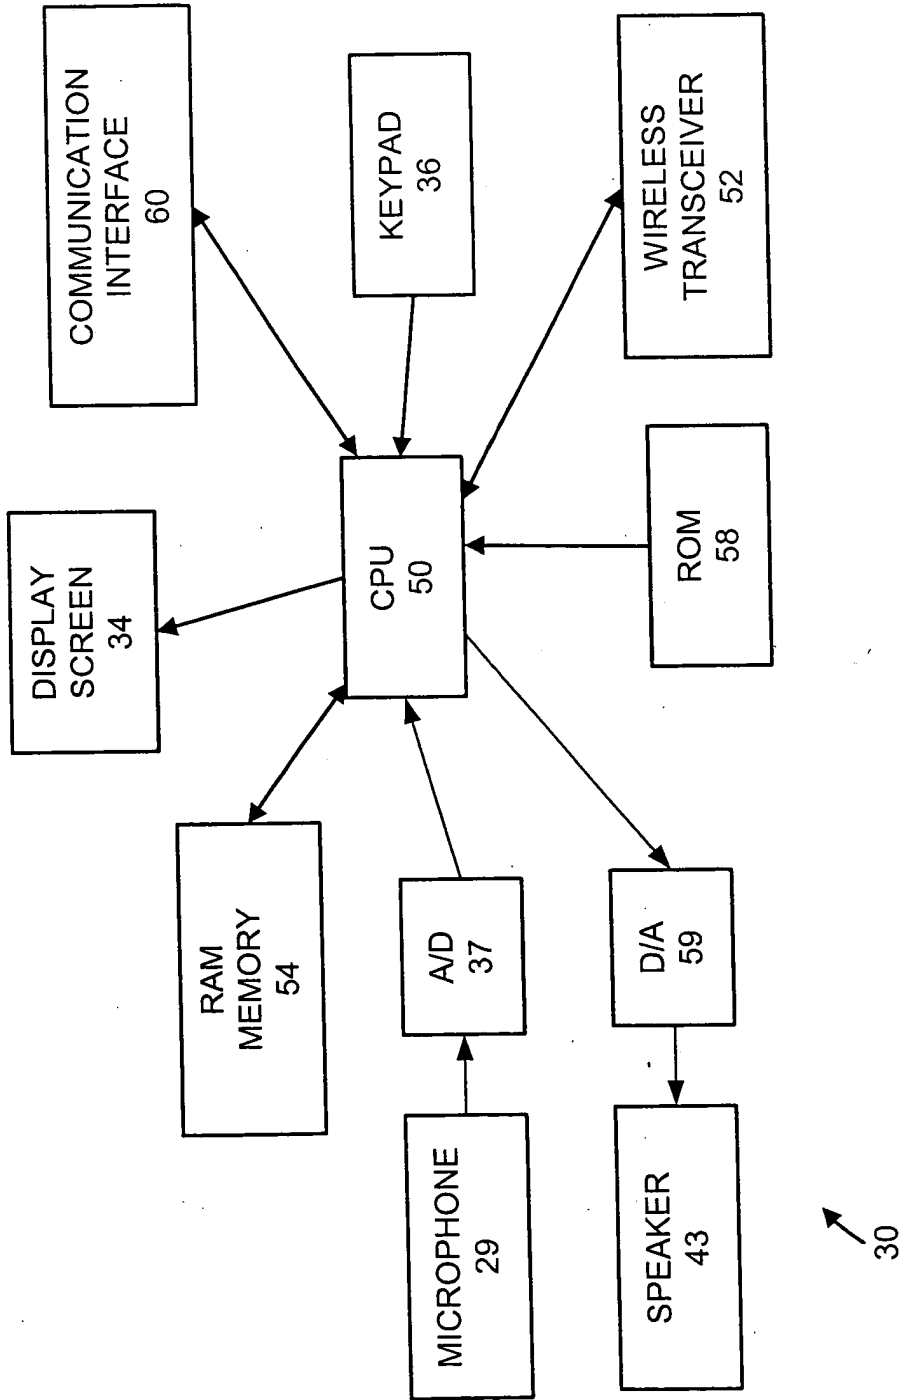 DISPLAY
SCREEN
34
COMMUNICATION
INTERFACE
60
RAM
MEMORY
54
CPU
50
KEYPAD
36
MICROPHONE
29
A/D
37
SPEAKER
43
D/A
59
ROM
58
WIRELESS
TRANSCEIVER
52
30